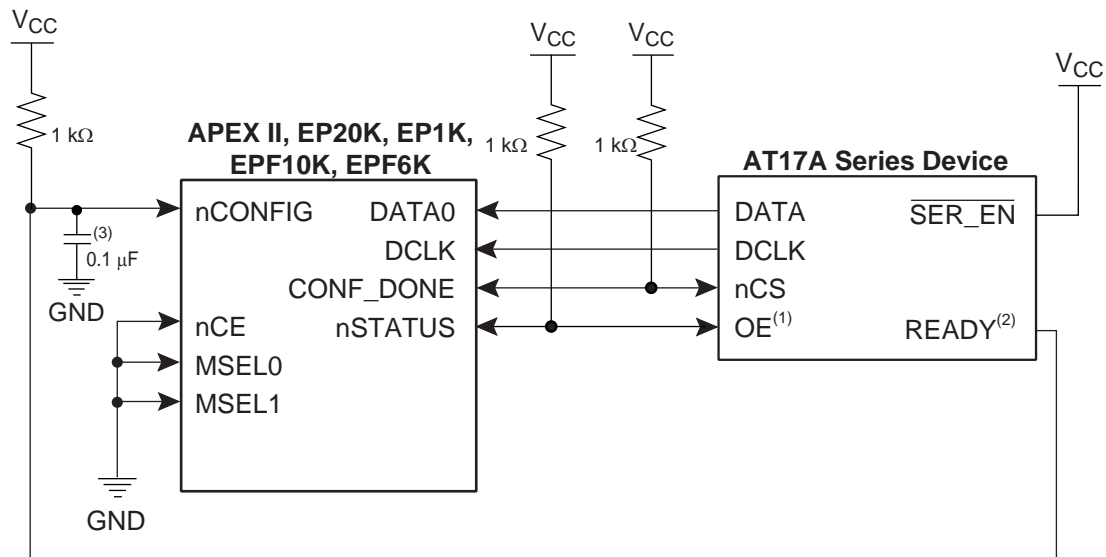 VCC
VCC
VCC
VCC
1 kΩ
1 kΩ
1 kΩ
APEX II, EP20K, EP1K,
EPF10K, EPF6K
AT17A Series Device
nCONFIG
DATA0
DATA
SER_EN
(3)
0.1 µF
GND
DCLK
DCLK
CONF_DONE
nCS
nCE
nSTATUS
OE(1)
READY(2)
MSEL0
MSEL1
GND